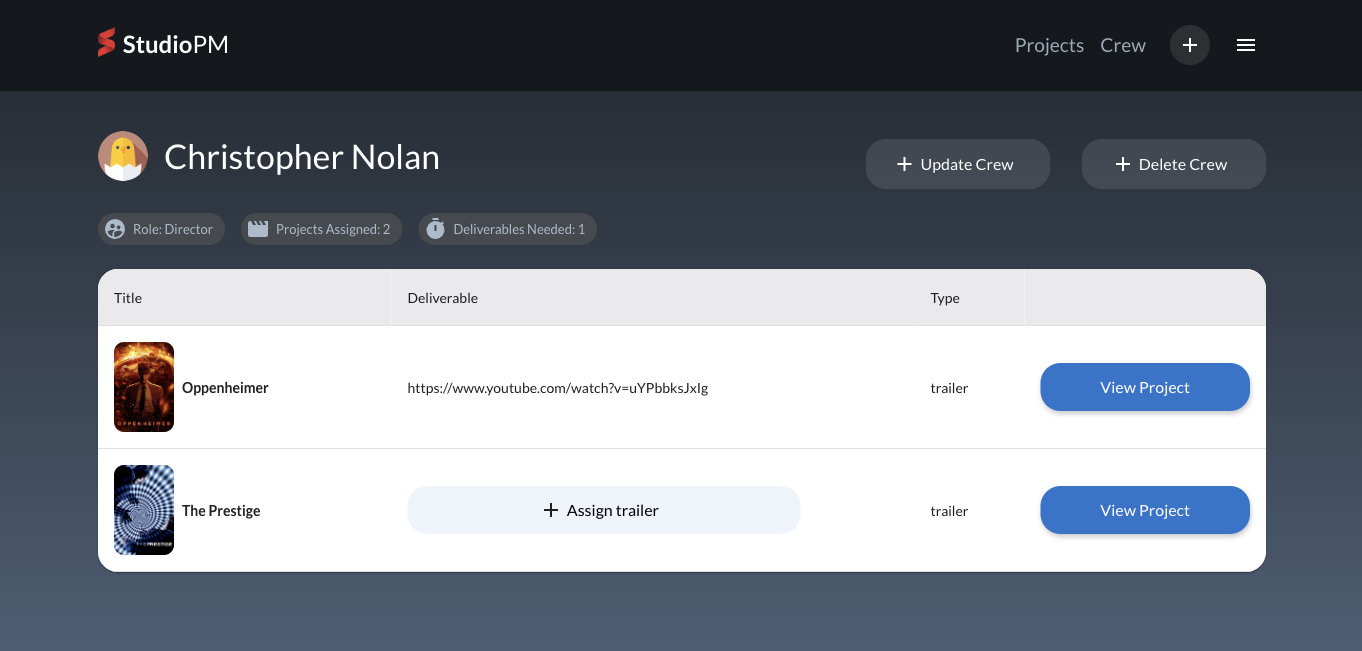 StudioPM
Projects Crew
Christopher Nolan
Update Crew
Delete Crew
Role: Director
Projects Assigned: 2
Deliverables Needed: 1
Title Deliverable Type
OPPENHEIMER
Oppenheimer https://www.youtube.com/watch?v=uYPbbksJxIg trailer View Project
THE PRESTIGE
The Prestige Assign trailer trailer View Project